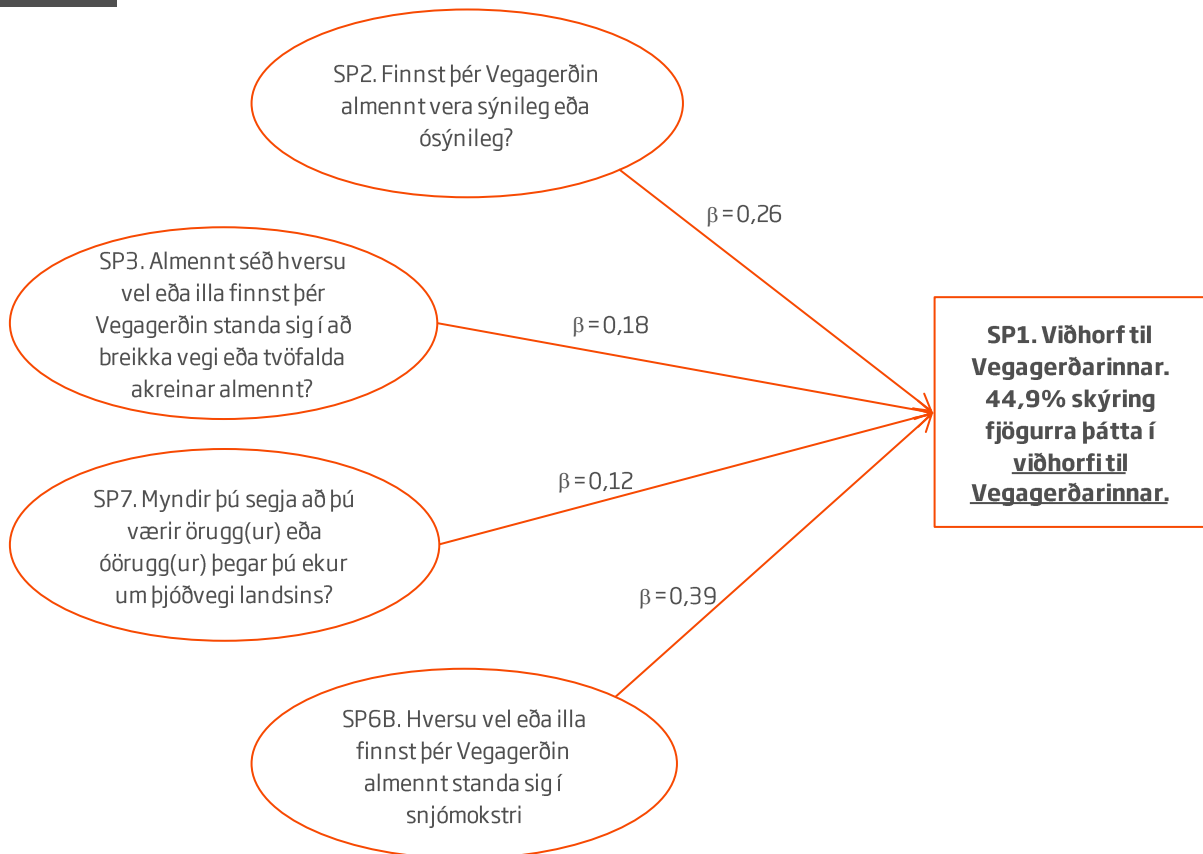 SP2. Finnst þér Vegagerðin
almennt vera sýnileg eða
ósýnileg?
β = 0,26
SP3. Almennt séð hversu
vel eða illa finnst þér
Vegagerðin standa sig í að
breikka vegi eða tvöfalda
akreinar almennt?
β = 0,18
SP1. Viðhorf til
Vegagerðarinnar.
44,9% skýring
fjögurra þátta í
viðhorfi til
Vegagerðarinnar.
SP7. Myndir þú segja að þú
værir örugg(ur) eða
óörugg(ur) þegar þú ekur
um þjóðvegi landsins?
β = 0,12
β = 0,39
SP6B. Hversu vel eða illa
finnst þér Vegagerðin
almennt standa sig í
snjómokstri